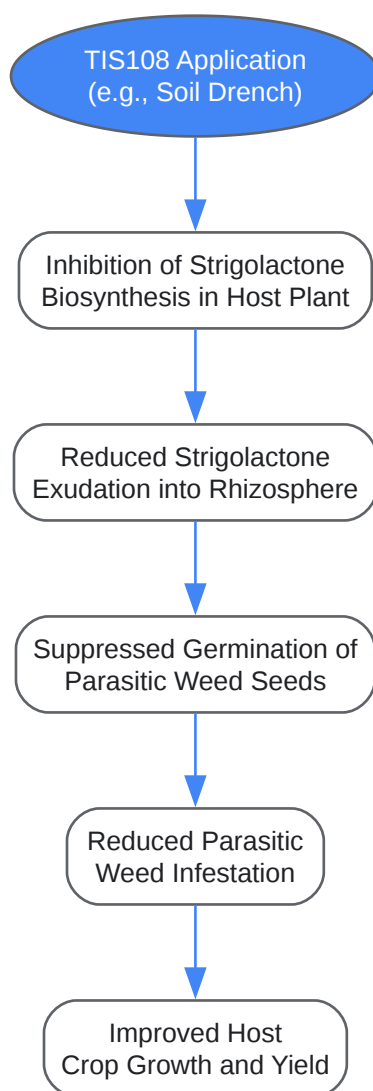 TIS108 Application
(e.g., Soil Drench)
Inhibition of Strigolactone
Biosynthesis in Host Plant
Reduced Strigolactone
Exudation into Rhizosphere
Suppressed Germination of
Parasitic Weed Seeds
Reduced Parasitic
Weed Infestation
Improved Host
Crop Growth and Yield